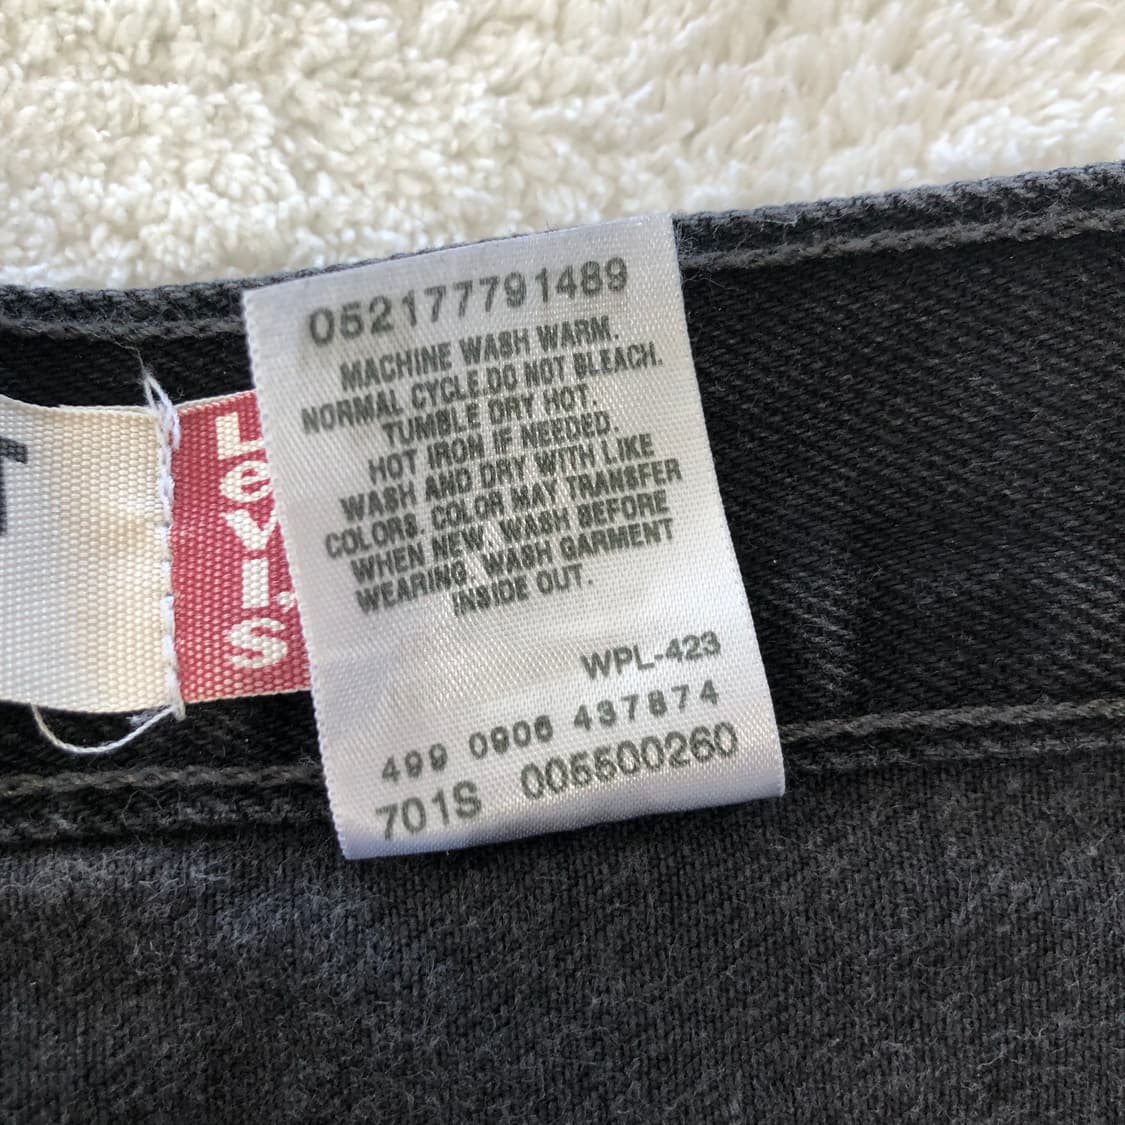 052177791489
MACHINE WASH WARM.
NORMAL CYCLE.DO NOT BLEACH.
TUMBLE DRY HOT.
HOT IRON IF NEEDED.
WASH AND DRY WITH LIKE
COLORS. COLOR MAY TRANSFER
WHEN NEW. WASH BEFORE
WEARING. WASH GARMENT
INSIDE OUT.
WPL-423
499 0906 437874
701S 005500260
Levi's